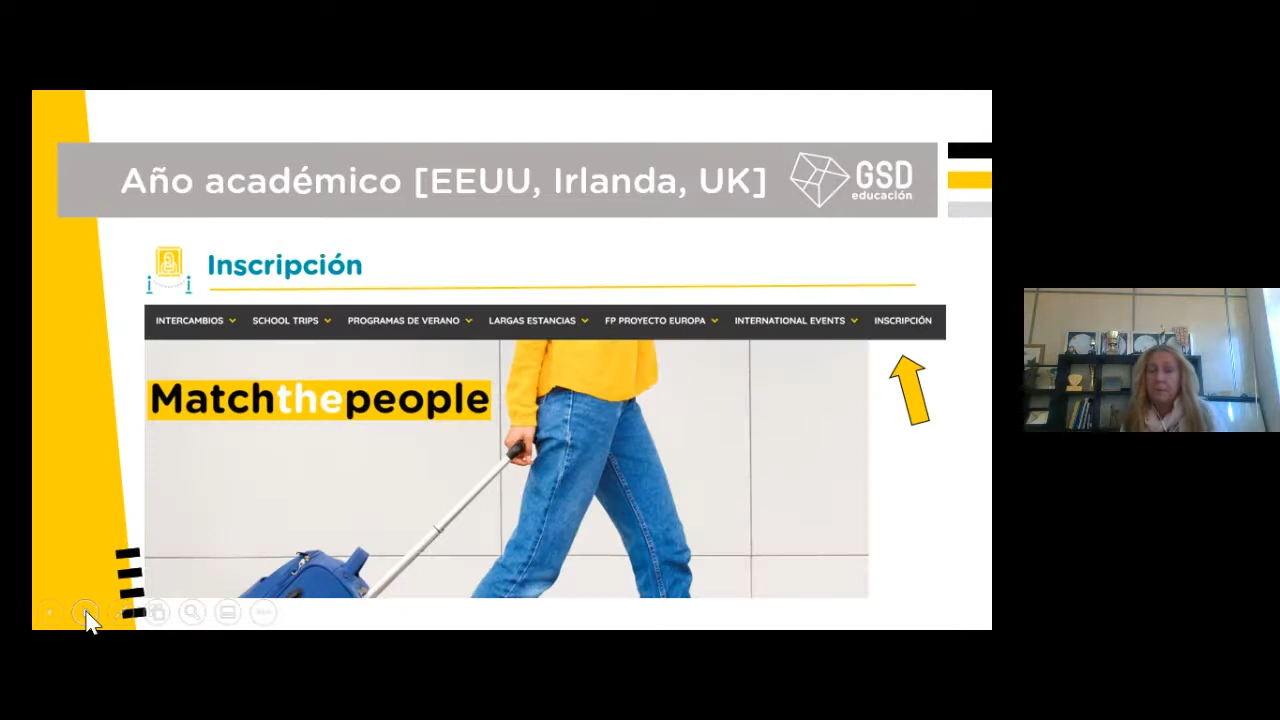 Año académico [EEUU, Irlanda, UK]
GSD
educación
Inscripción
INTERCAMBIOS SCHOOL TRIPS PROGRAMAS DE VERANO LARGAS ESTANCIAS FP PROYECTO EUROPA INTERNATIONAL EVENTS INSCRIPCIÓN
Matchthepeople